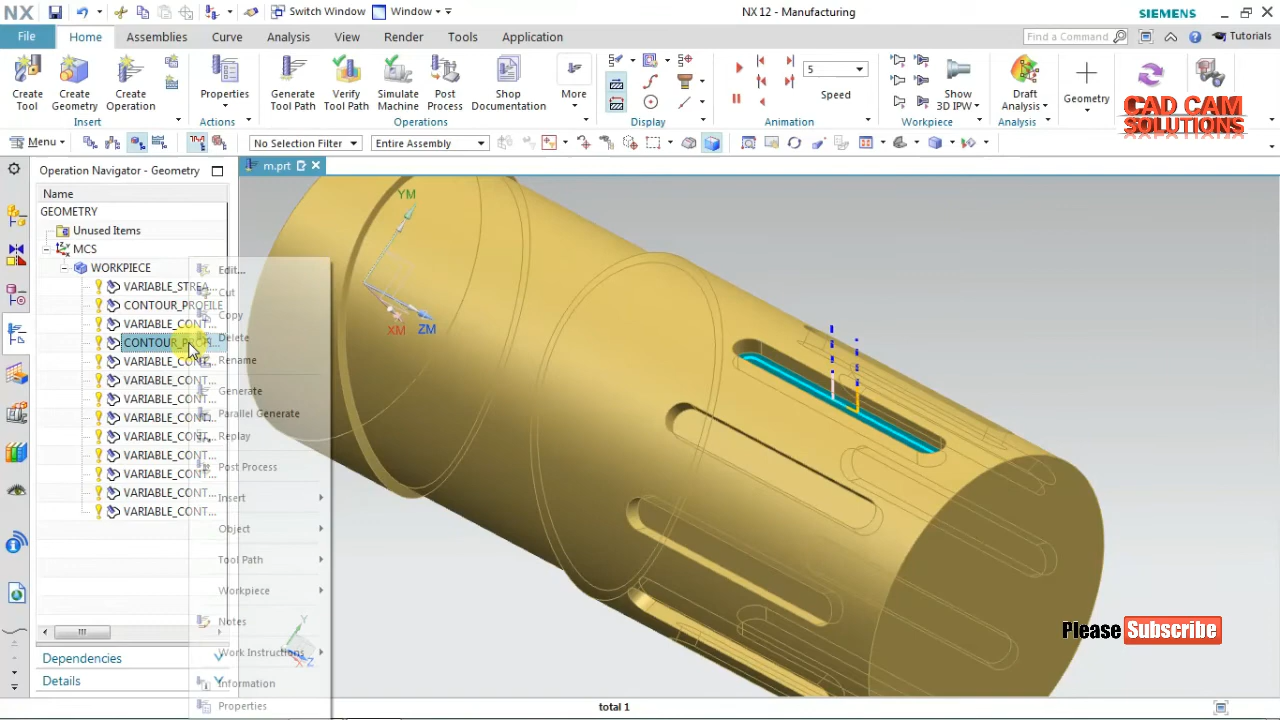 NX
Switch Window
Window
NX 12 - Manufacturing
SIEMENS
File
Home
Assemblies
Curve
Analysis
View
Render
Tools
Application
Find a Command
Tutorials
Create Tool
Create Geometry
Create Operation
Properties
Generate Tool Path
Verify Tool Path
Simulate Machine
Post Process
Shop Documentation
More
5
Speed
Show 3D IPW
Draft Analysis
Geometry
Insert
Actions
Operations
Display
Animation
Workpiece
Analysis
CAD CAM
SOLUTIONS
Menu
No Selection Filter
Entire Assembly
Operation Navigator - Geometry
m.prt
Name
GEOMETRY
Unused Items
MCS
WORKPIECE
VARIABLE_STREA...
CONTOUR_PROFILE
VARIABLE_CONT...
CONTOUR_PROFI...
VARIABLE_CONT...
VARIABLE_CONT...
VARIABLE_CONT...
VARIABLE_CONT...
VARIABLE_CONT...
VARIABLE_CONT...
VARIABLE_CONT...
VARIABLE_CONT...
VARIABLE_CONT...
Edit...
Cut
Copy
Delete
Rename
Generate
Parallel Generate
Replay
Post Process
Insert
Object
Tool Path
Workpiece
Notes
Work Instructions
Information
Properties
YM
XM
ZM
Y
X
Z
Dependencies
Details
Please Subscribe
total 1